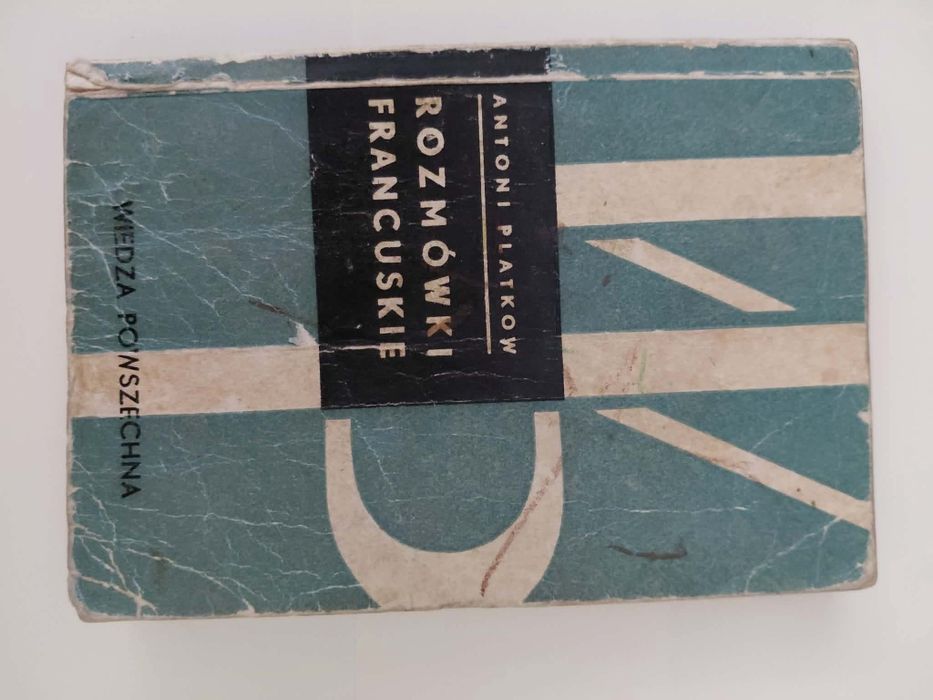 ANTONI PLATKOW
ROZMÓWKI
FRANCUSKIE
WIEDZA POWSZECHNA